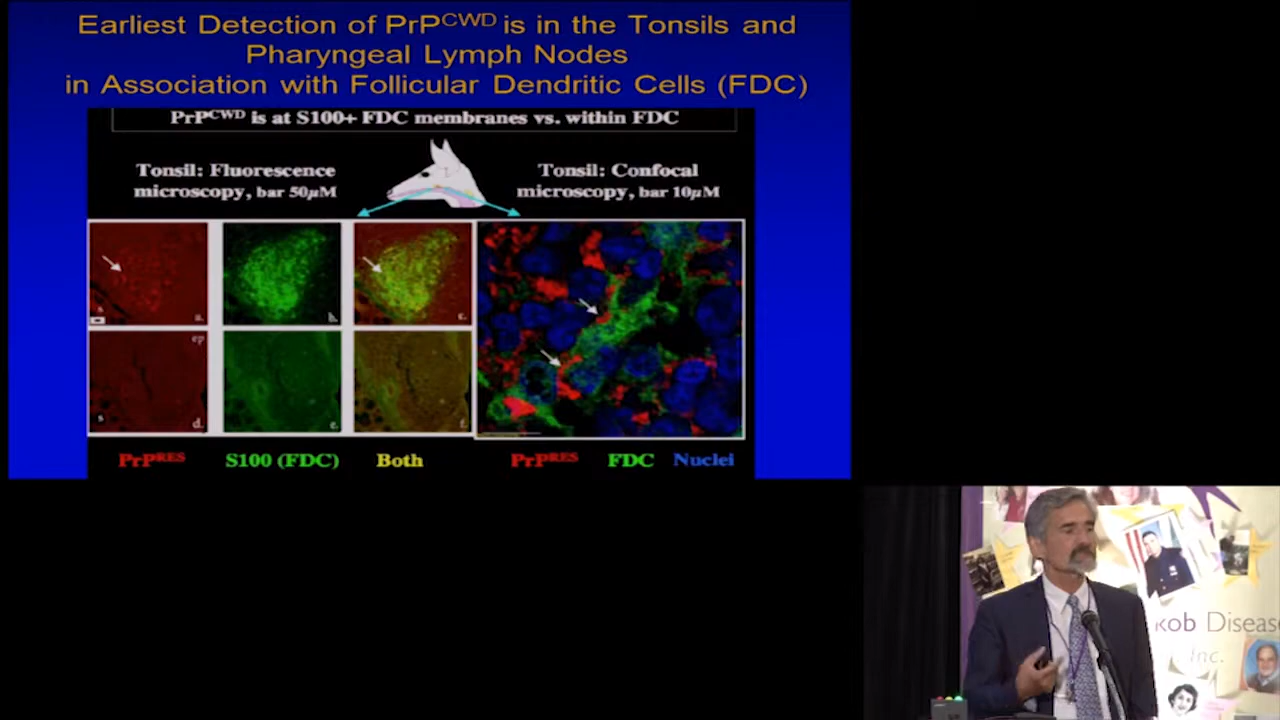 Earliest Detection of PrPCWD is in the Tonsils and
Pharyngeal Lymph Nodes
in Association with Follicular Dendritic Cells (FDC)
PrPCWD is at S100+ FDC membranes vs. within FDC
Tonsil: Fluorescence
microscopy, bar 50µM
Tonsil: Confocal
microscopy, bar 10µM
s
a.
b.
c.
ep
s
d.
e.
f.
PrPRES
S100 (FDC)
Both
PrPRES
FDC
Nuclei
kob Disease
Inc.